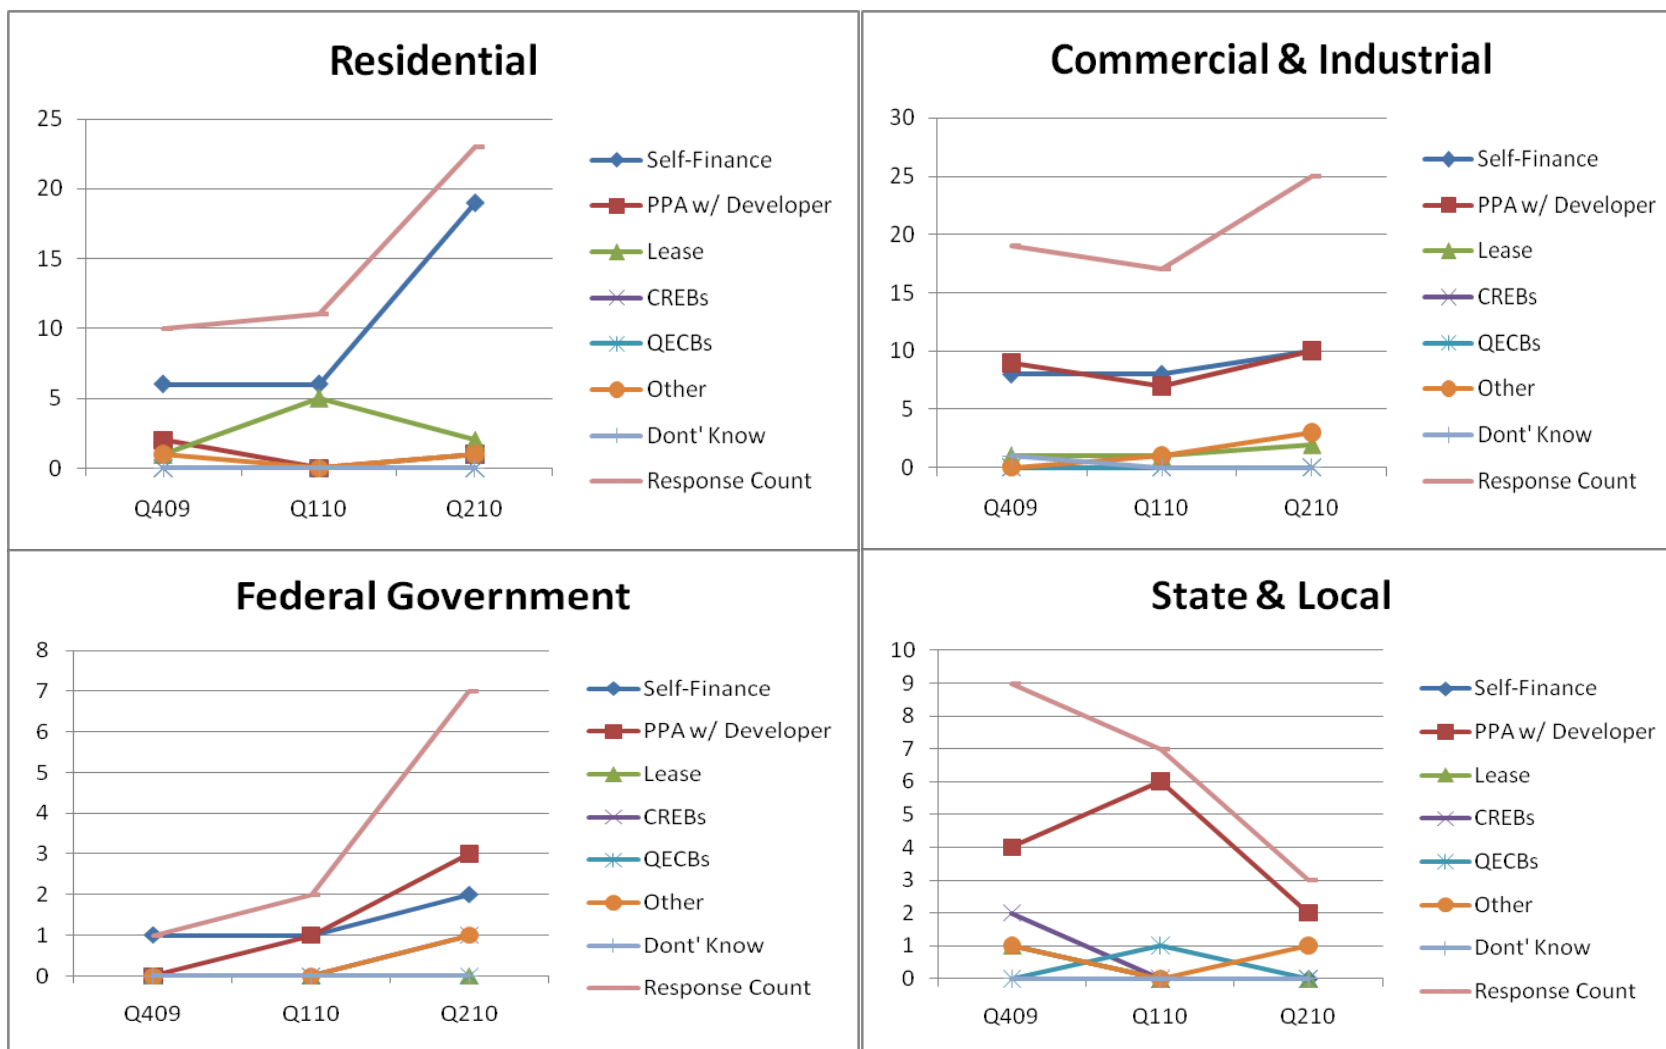 Residential
25
20
15
10
5
0
Q409 Q110 Q210
Self-Finance
PPA w/ Developer
Lease
CREBs
QECBs
Other
Dont' Know
Response Count
Commercial & Industrial
30
25
20
15
10
5
0
Q409 Q110 Q210
Self-Finance
PPA w/ Developer
Lease
CREBs
QECBs
Other
Dont' Know
Response Count
Federal Government
8
7
6
5
4
3
2
1
0
Q409 Q110 Q210
Self-Finance
PPA w/ Developer
Lease
CREBs
QECBs
Other
Dont' Know
Response Count
State & Local
10
9
8
7
6
5
4
3
2
1
0
Q409 Q110 Q210
Self-Finance
PPA w/ Developer
Lease
CREBs
QECBs
Other
Dont' Know
Response Count